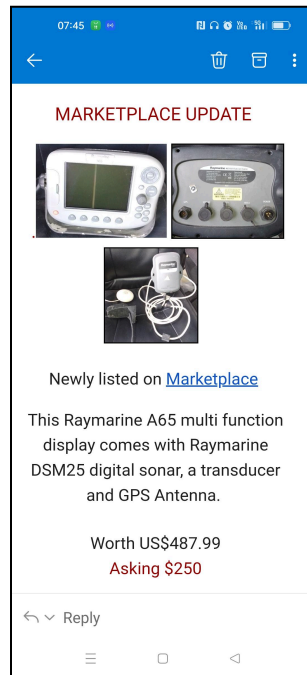 07:45
MARKETPLACE UPDATE
Raymarine
Newly listed on Marketplace
This Raymarine A65 multi function
display comes with Raymarine
DSM25 digital sonar, a transducer
and GPS Antenna.
Worth US$487.99
Asking $250
Reply